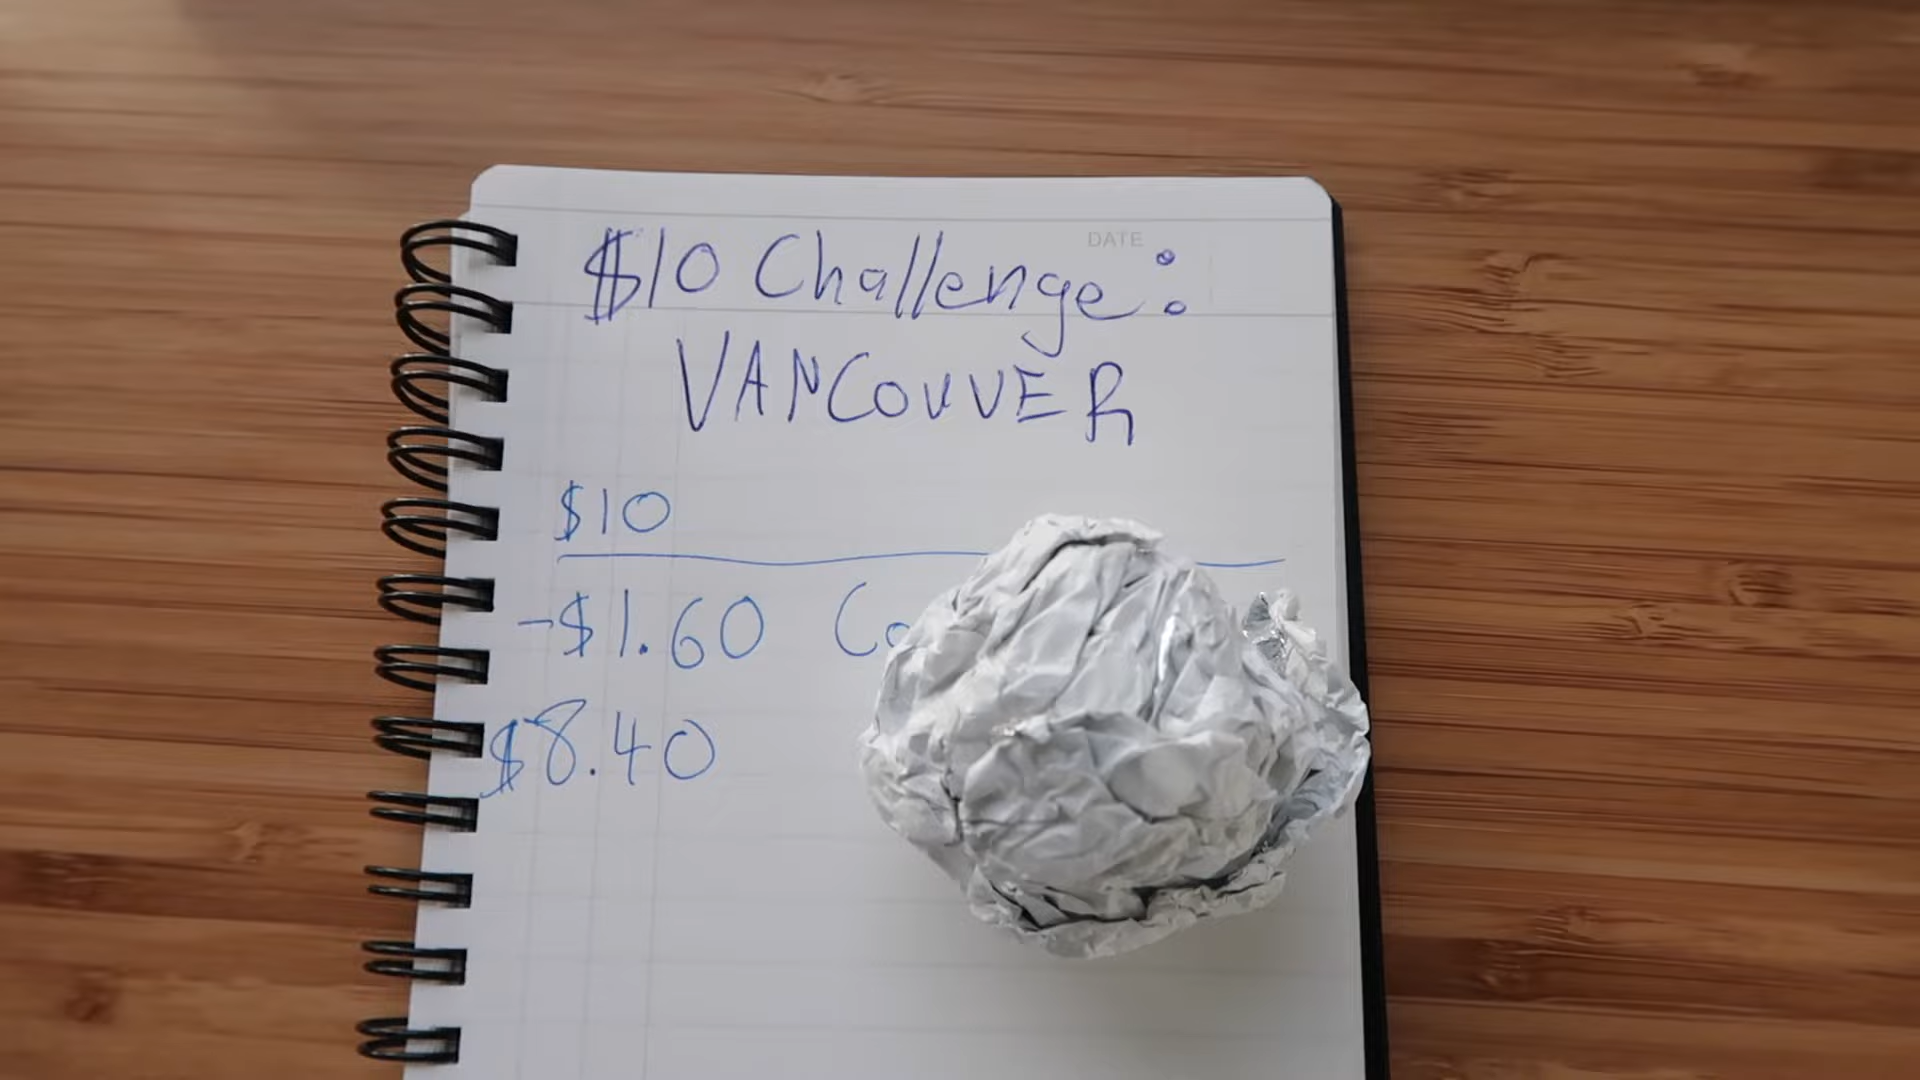 DATE
$10 Challenge:
VANCOUVER
$10
-$1.60
$8.40